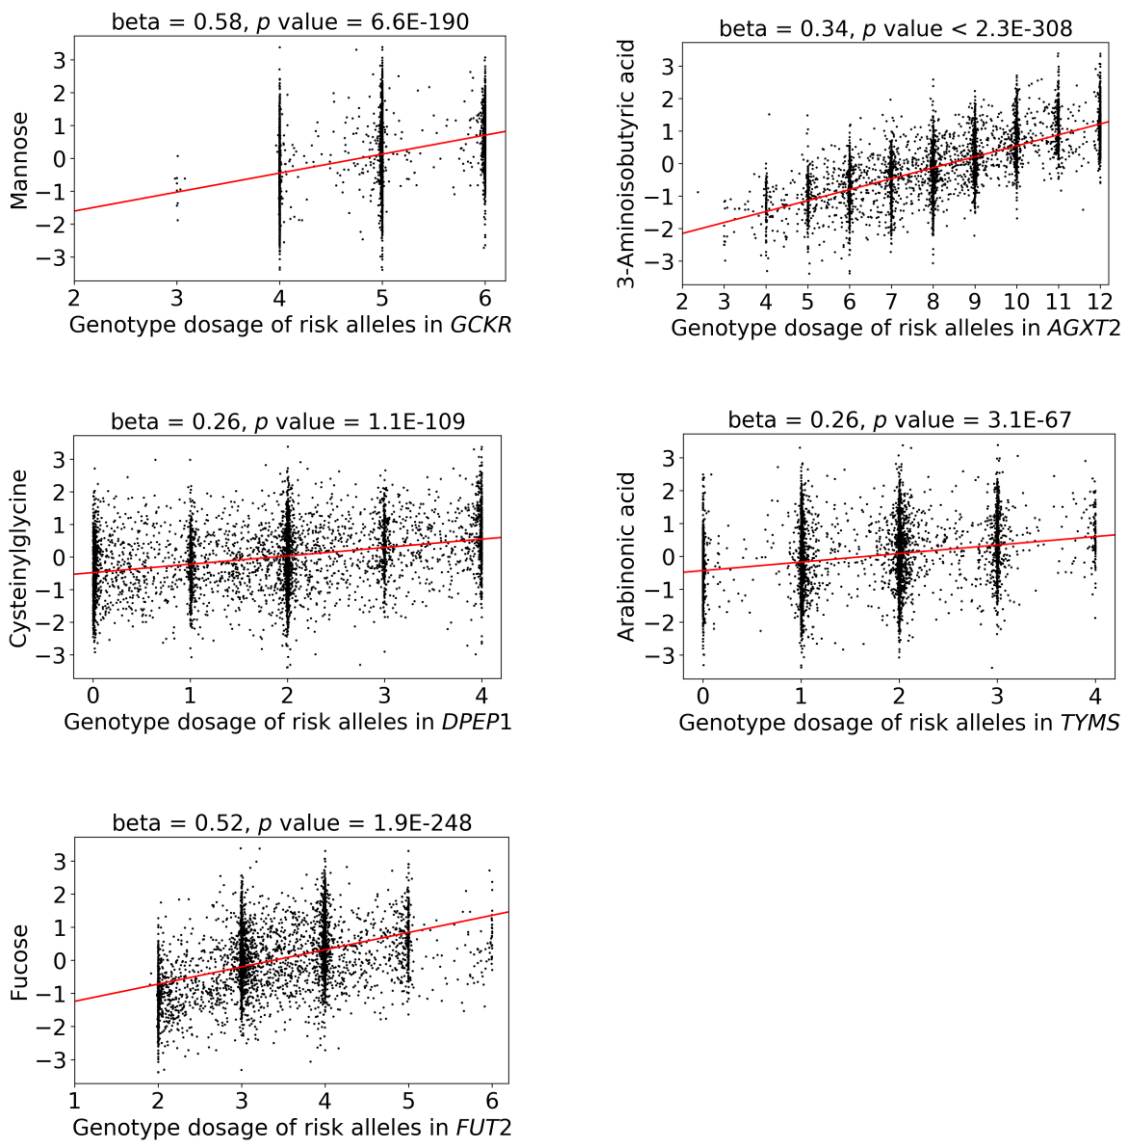 beta = 0.58, p value = 6.6E-190
Mannose
3
2
1
0
−1
−2
−3
2 3 4 5 6
Genotype dosage of risk alleles in GCKR
beta = 0.34, p value < 2.3E-308
3-Aminoisobutyric acid
3
2
1
0
−1
−2
−3
2 3 4 5 6 7 8 9 10 11 12
Genotype dosage of risk alleles in AGXT2
beta = 0.26, p value = 1.1E-109
Cysteinylglycine
3
2
1
0
−1
−2
−3
0 1 2 3 4
Genotype dosage of risk alleles in DPEP1
beta = 0.26, p value = 3.1E-67
Arabinonic acid
3
2
1
0
−1
−2
−3
0 1 2 3 4
Genotype dosage of risk alleles in TYMS
beta = 0.52, p value = 1.9E-248
Fucose
3
2
1
0
−1
−2
−3
1 2 3 4 5 6
Genotype dosage of risk alleles in FUT2